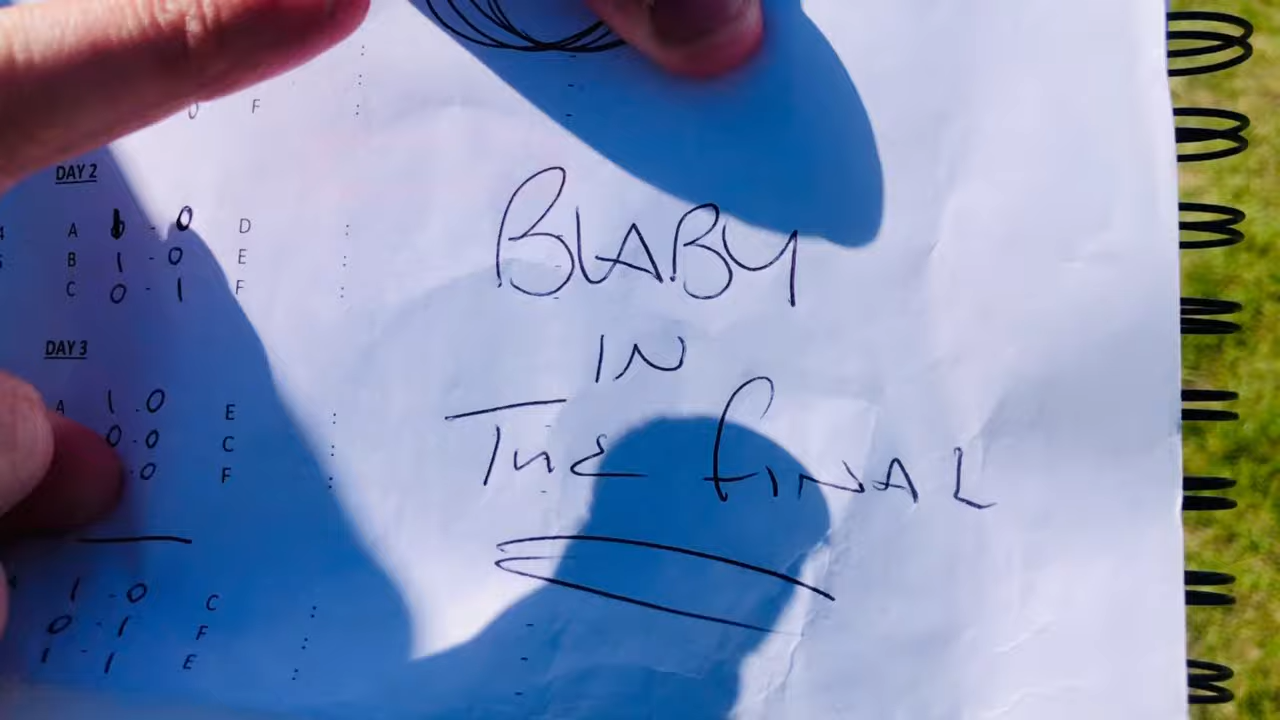 F
DAY 2
A 1 - 0 D
B 1 - 0 E
C 0 - 1 F
DAY 3
A 1 - 0 E
0 - 0 C
- 0 F
1 - 0 C
0 - 1 F
1 - 1 E
BLABY
IN
THE FINAL